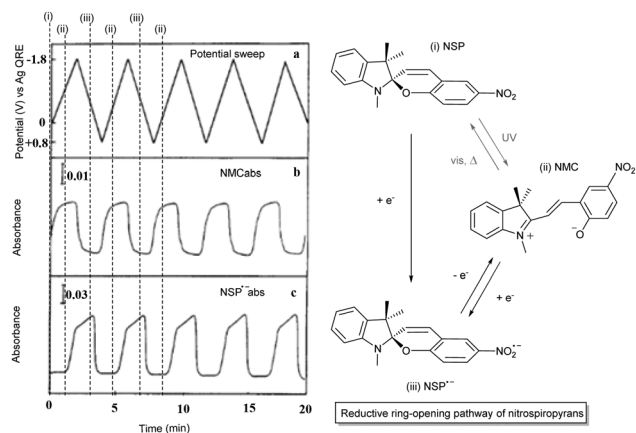 (i) (iii) (iii)
(ii) (ii) (ii)
Potential sweep
a
Potential (V) vs Ag QRE
-1.8
0
+0.8
0.01
NMCabs
b
Absorbance
0.03
NSP•−abs
c
Absorbance
0 5 10 15 20
Time (min)
(i) NSP
N
O
NO2
UV
vis, Δ
(ii) NMC
NO2
N
+
O
−
+ e-
- e-
+ e-
N
O
NO2•−
(iii) NSP•−
Reductive ring-opening pathway of nitrospiropyrans